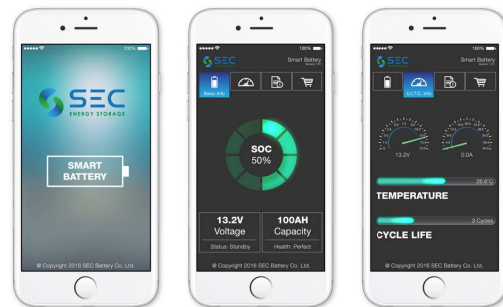 100%
SEC
ENERGY STORAGE
SMART
BATTERY
@ Copyright 2016 SEC Battery Co. Ltd.
100%
SEC
Smart Battery
Basic Info
SOC
50%
13.2V
Voltage
Status: Standby
100AH
Capacity
Health: Perfect
@ Copyright 2016 SEC Battery Co. Ltd.
100%
SEC
Smart Battery
U.I.T.C. Info
13.2V
0.0A
26.6°C
TEMPERATURE
3 Cycles
CYCLE LIFE
@ Copyright 2016 SEC Battery Co. Ltd.